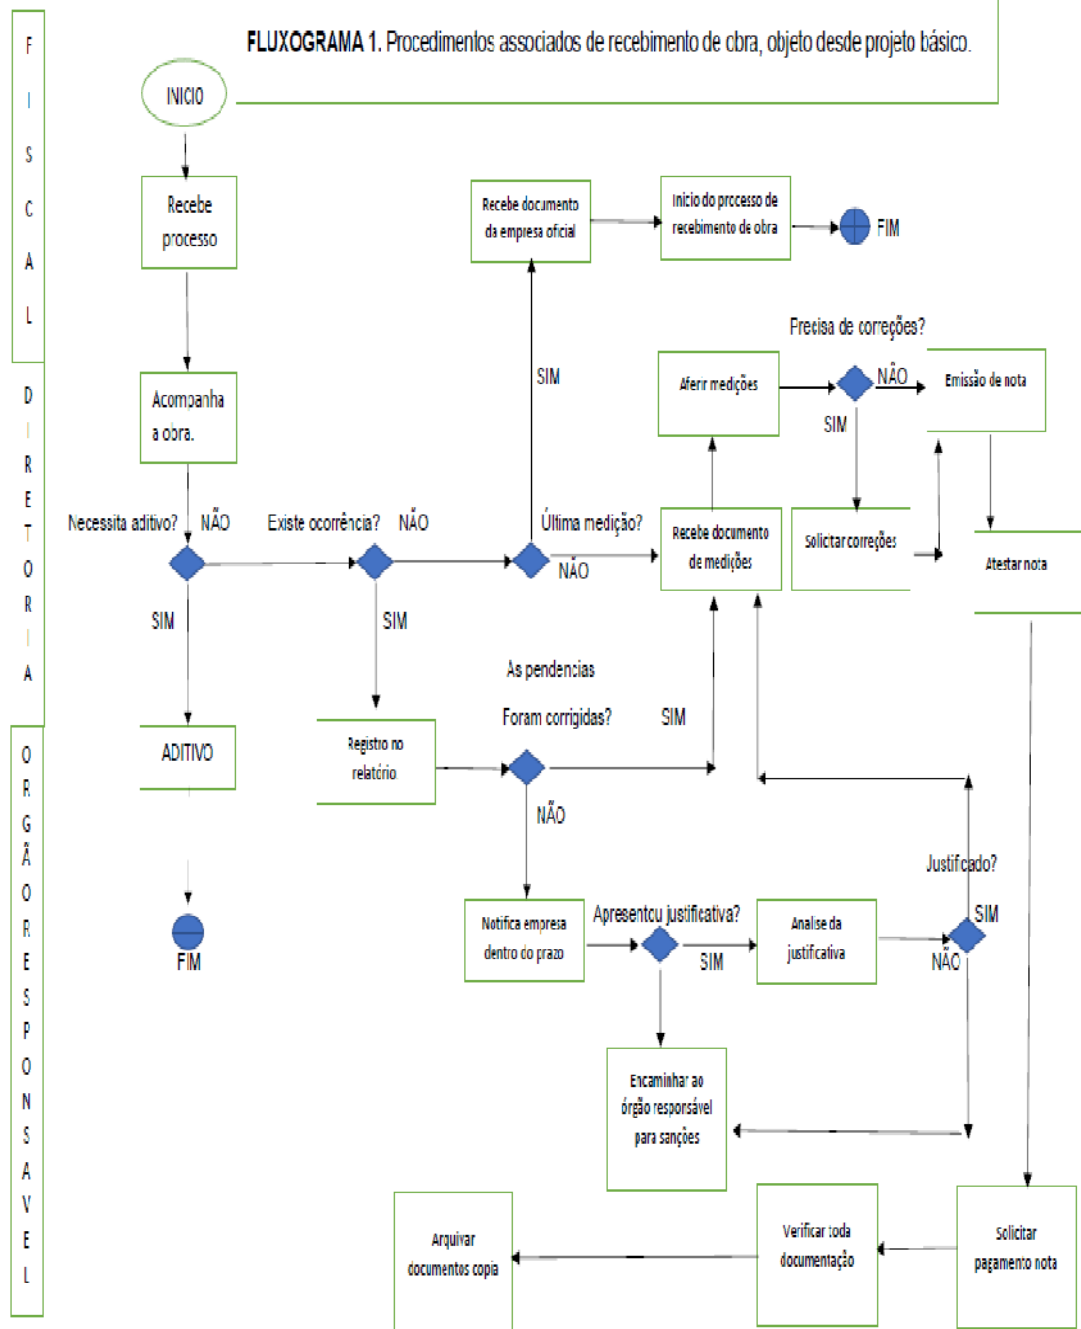 FLUXOGRAMA 1. Procedimentos associados de recebimento de obra, objeto desde projeto básico.
FISCAL
DIRETORIA
ORGÃO RESPONSAVEL
INICIO
Recebe
processo
Recebe documento
da empresa oficial
Inicio do processo de
recebimento de obra
FIM
Precisa de correções?
Acompanha
a obra.
SIM
Aferir medições
NÃO
Emissão de nota
SIM
Necessita aditivo?
NÃO
Existe ocorrência?
NÃO
Última medição?
Recebe documento
de medições
Solicitar correções
NÃO
Atestar nota
SIM
SIM
As pendencias
Foram corrigidas?
SIM
ADITIVO
Registro no
relatório
NÃO
Justificado?
Notifica empresa
dentro do prazo
Apresentou justificativa?
SIM
Analise da
justificativa
SIM
NÃO
FIM
Encaminhar ao
órgão responsável
para sanções
Arquivar
documentos copia
Verificar toda
documentação
Solicitar
pagamento nota